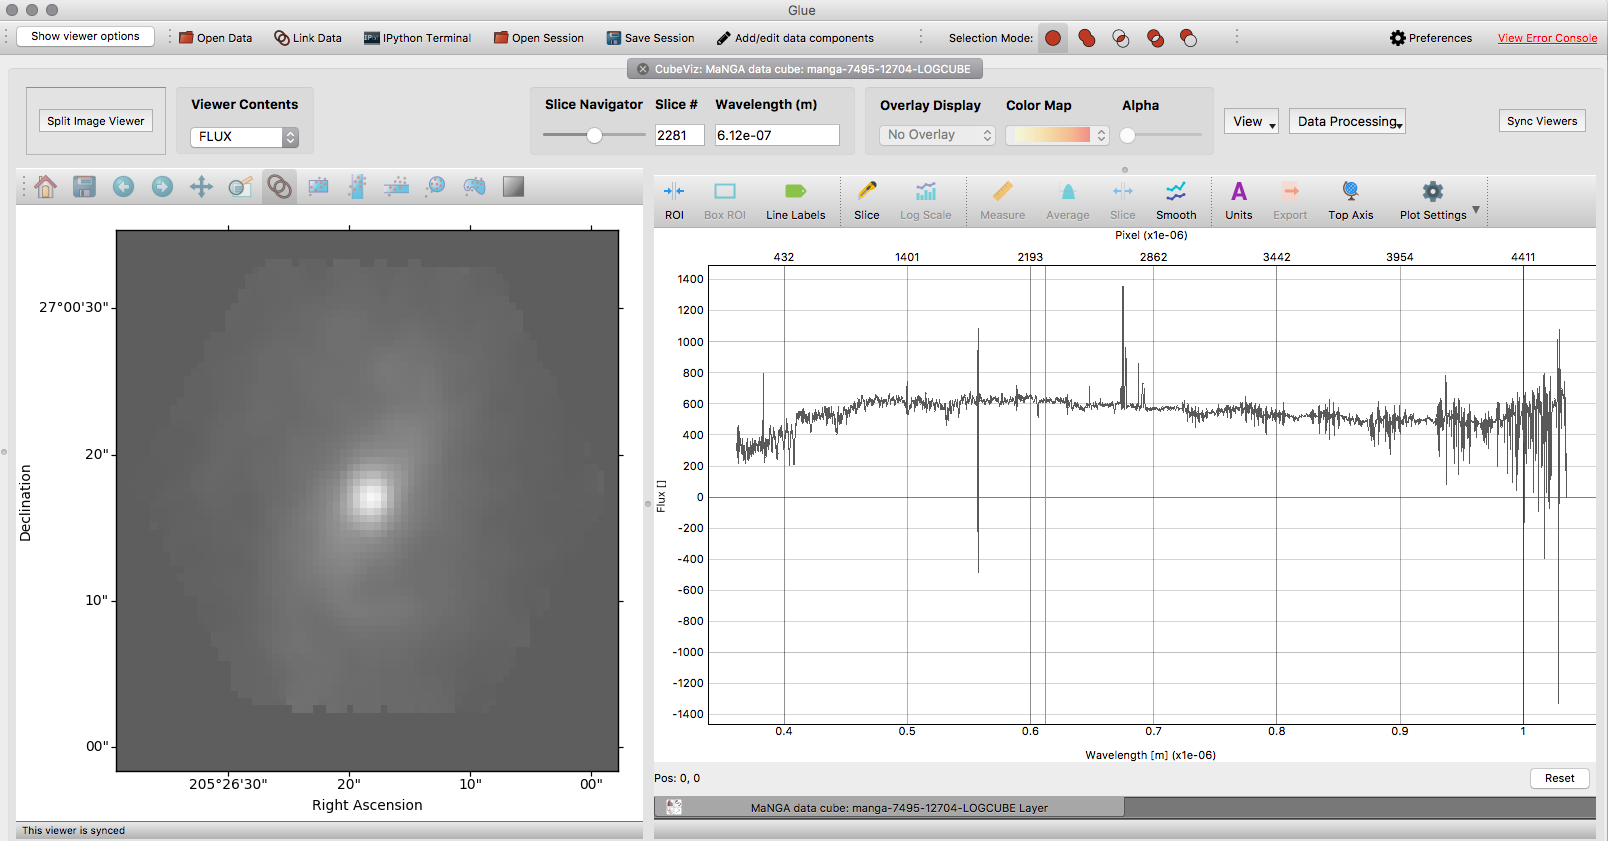 Glue
Show viewer options Open Data Link Data IPython Terminal Open Session Save Session Add/edit data components Selection Mode: Preferences View Error Console
CubeViz: MaNGA data cube: manga-7495-12704-LOGCUBE
Split Image Viewer
Viewer Contents
FLUX
Slice Navigator Slice # Wavelength (m)
2281 6.12e-07
Overlay Display Color Map Alpha
No Overlay
View Data Processing Sync Viewers
ROI Box ROI Line Labels Slice Log Scale Measure Average Slice Smooth Units Export Top Axis Plot Settings
27°00'30"
20"
10"
00"
Declination
205°26'30" 20" 10" 00"
Right Ascension
This viewer is synced
Pixel (x1e-06)
432 1401 2193 2862 3442 3954 4411
1400
1200
1000
800
600
400
200
0
-200
-400
-600
-800
-1000
-1200
-1400
Flux []
0.4 0.5 0.6 0.7 0.8 0.9 1
Wavelength [m] (x1e-06)
Pos: 0, 0 Reset
MaNGA data cube: manga-7495-12704-LOGCUBE Layer